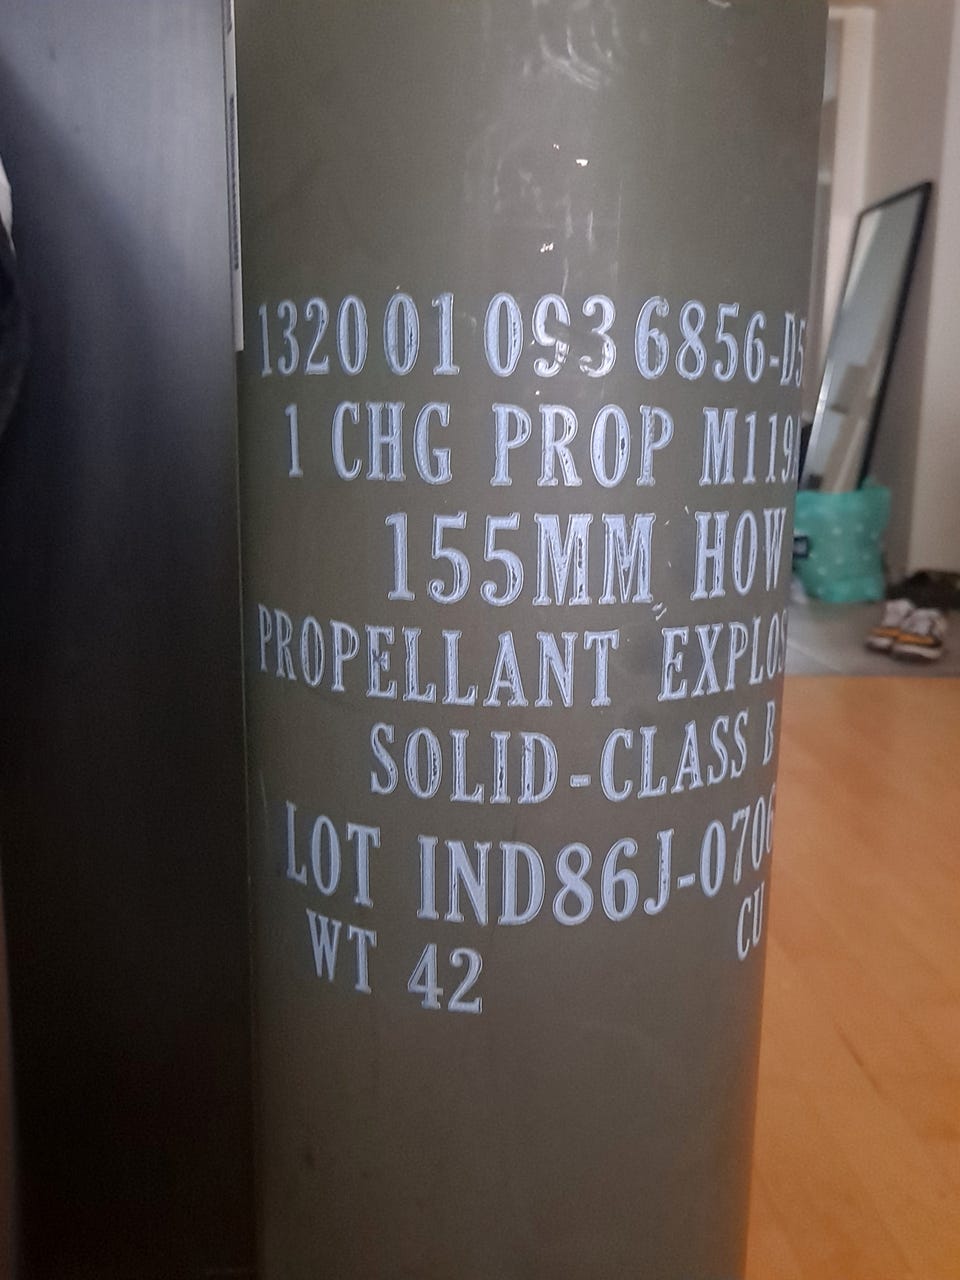 1320 01 093 6856-D5
1 CHG PROP M119
155MM HOW
PROPELLANT EXPLOS
SOLID-CLASS B
LOT IND86J-0706
WT 42 CU